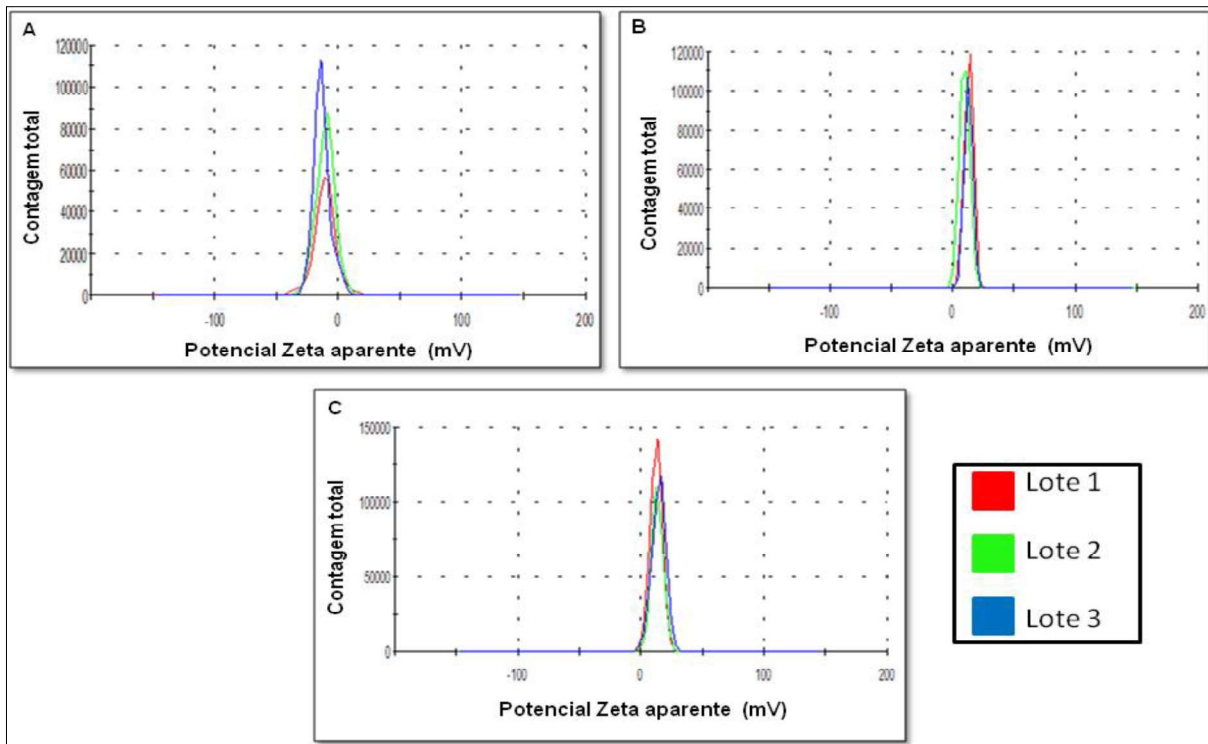 A
120000
100000
80000
60000
40000
20000
0
Contagem total
-100
0
100
200
Potencial Zeta aparente (mV)
B
120000
100000
80000
60000
40000
20000
0
Contagem total
-100
0
100
200
Potencial Zeta aparente (mV)
C
150000
100000
50000
0
Contagem total
-100
0
100
200
Potencial Zeta aparente (mV)
Lote 1
Lote 2
Lote 3